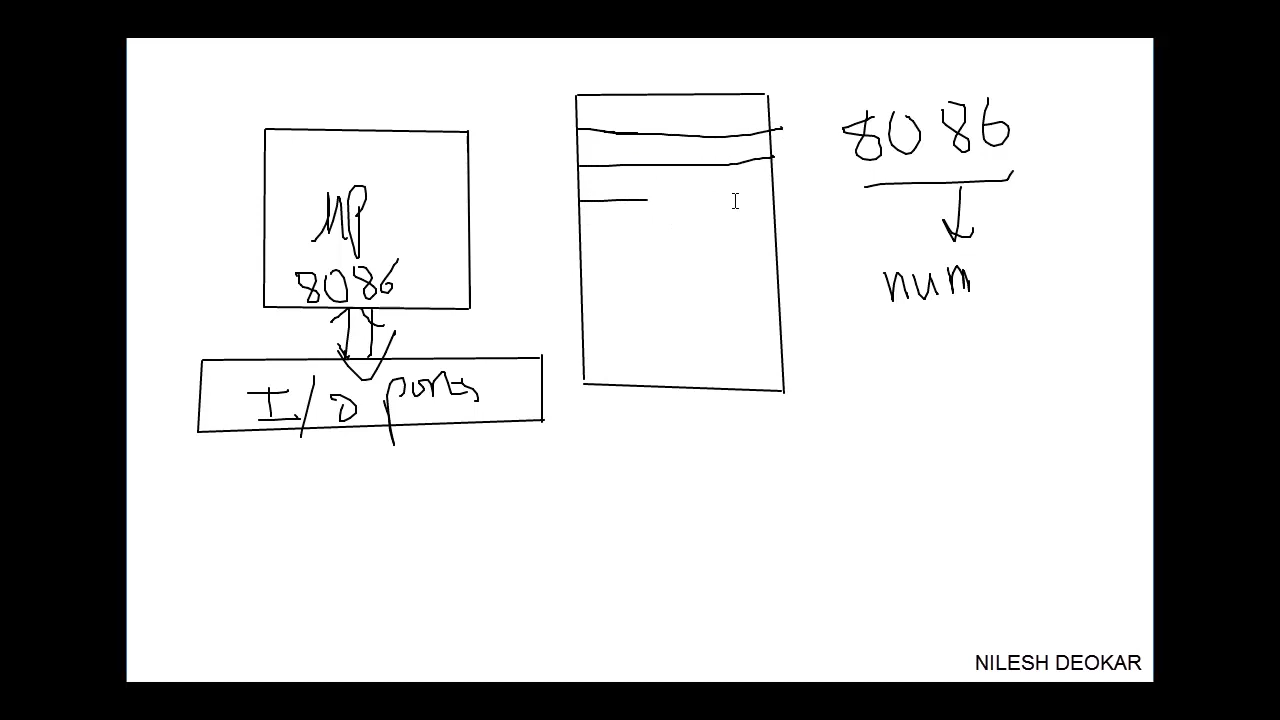 μp
8086
I/O ports
8086
num
NILESH DEOKAR